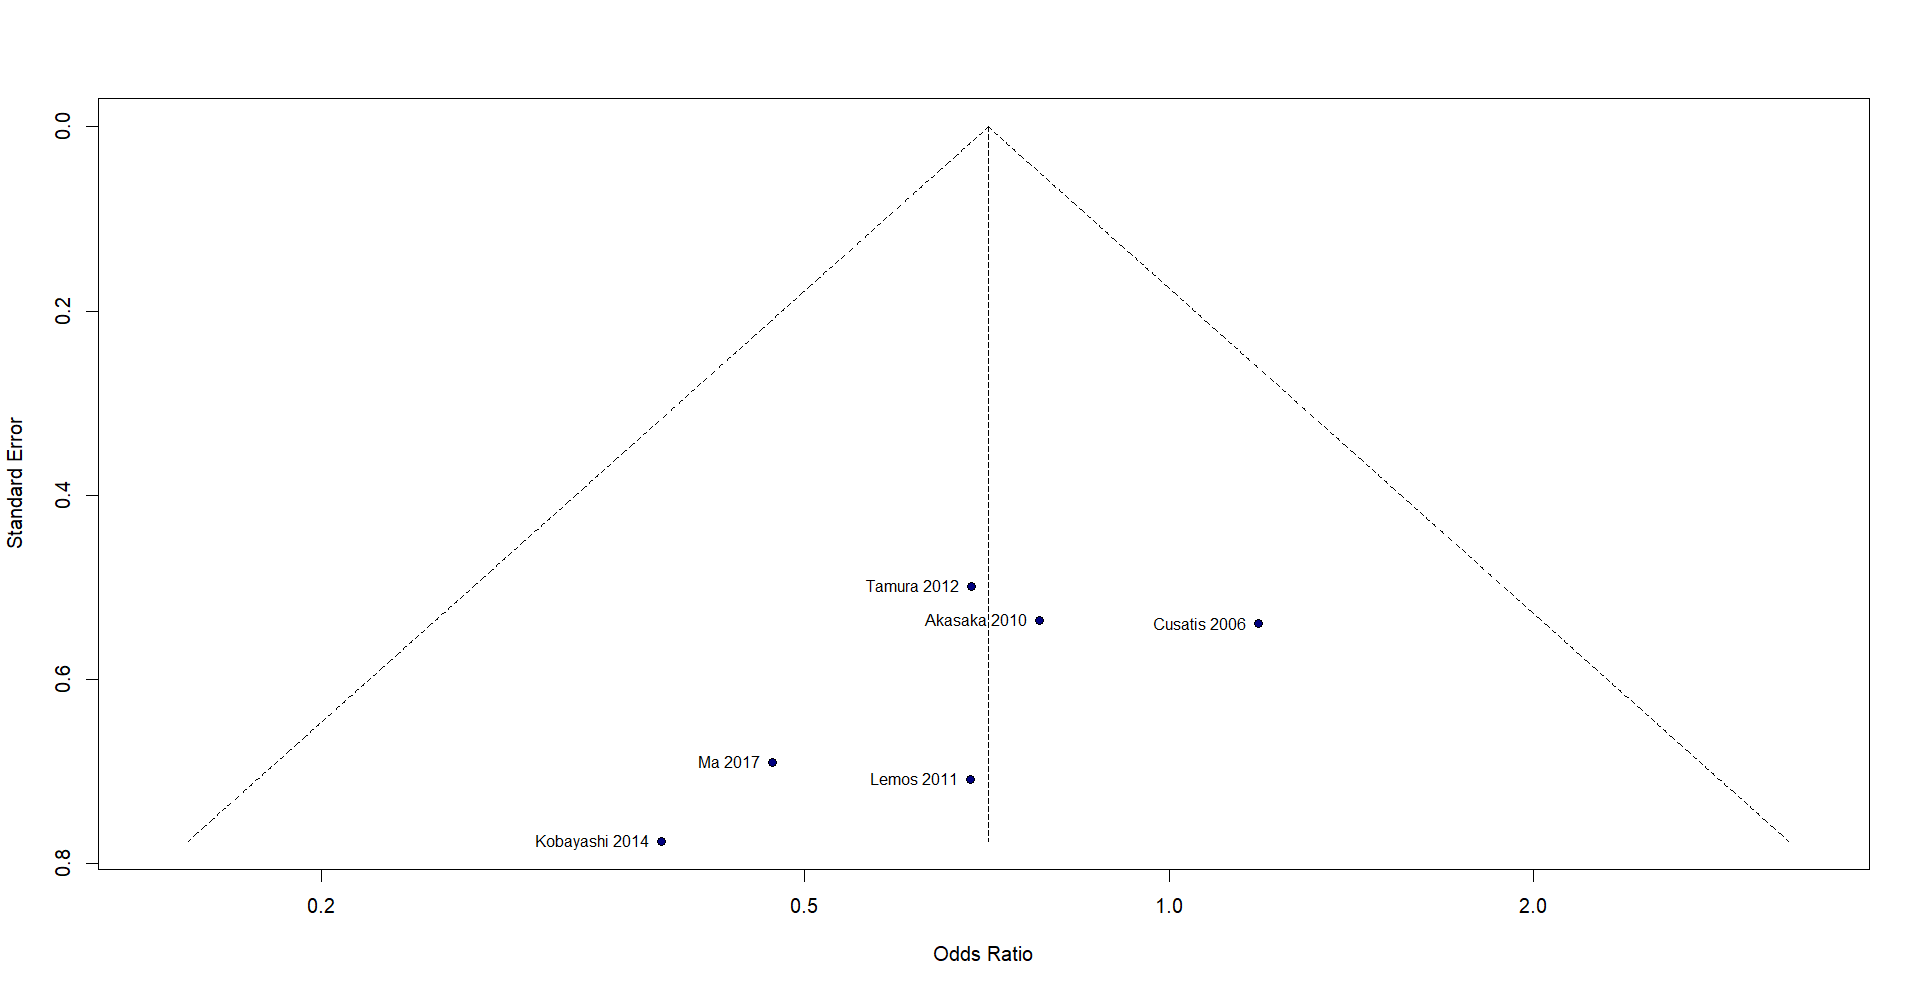 0.0
0.2
0.4
0.6
0.8
Standard Error
Tamura 2012
Akasaka 2010
Cusatis 2006
Ma 2017
Lemos 2011
Kobayashi 2014
0.2
0.5
1.0
2.0
Odds Ratio